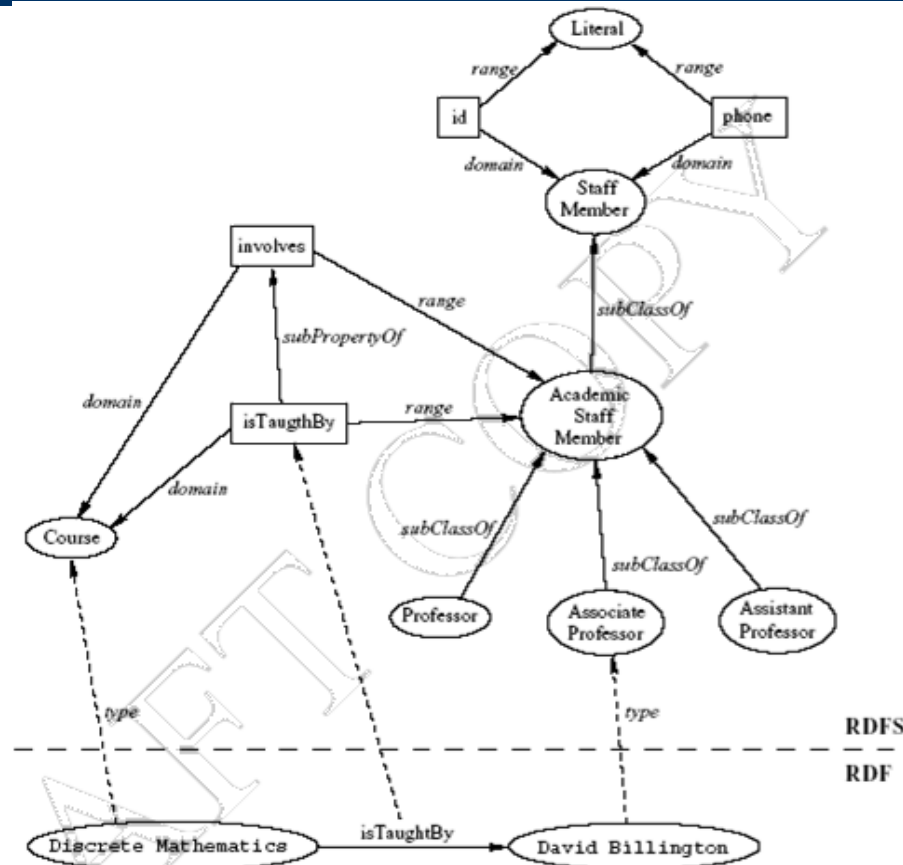 Literal
range
range
id
phone
domain
domain
Staff
Member
involves
range
subClassOf
subPropertyOf
domain
Academic
Staff
Member
range
isTaugthBy
domain
Course
subClassOf
subClassOf
subClassOf
Professor
Associate
Professor
Assistant
Professor
type
type
RDFS
RDF
isTaughtBy
Discrete Mathematics
David Billington
AFT COPY